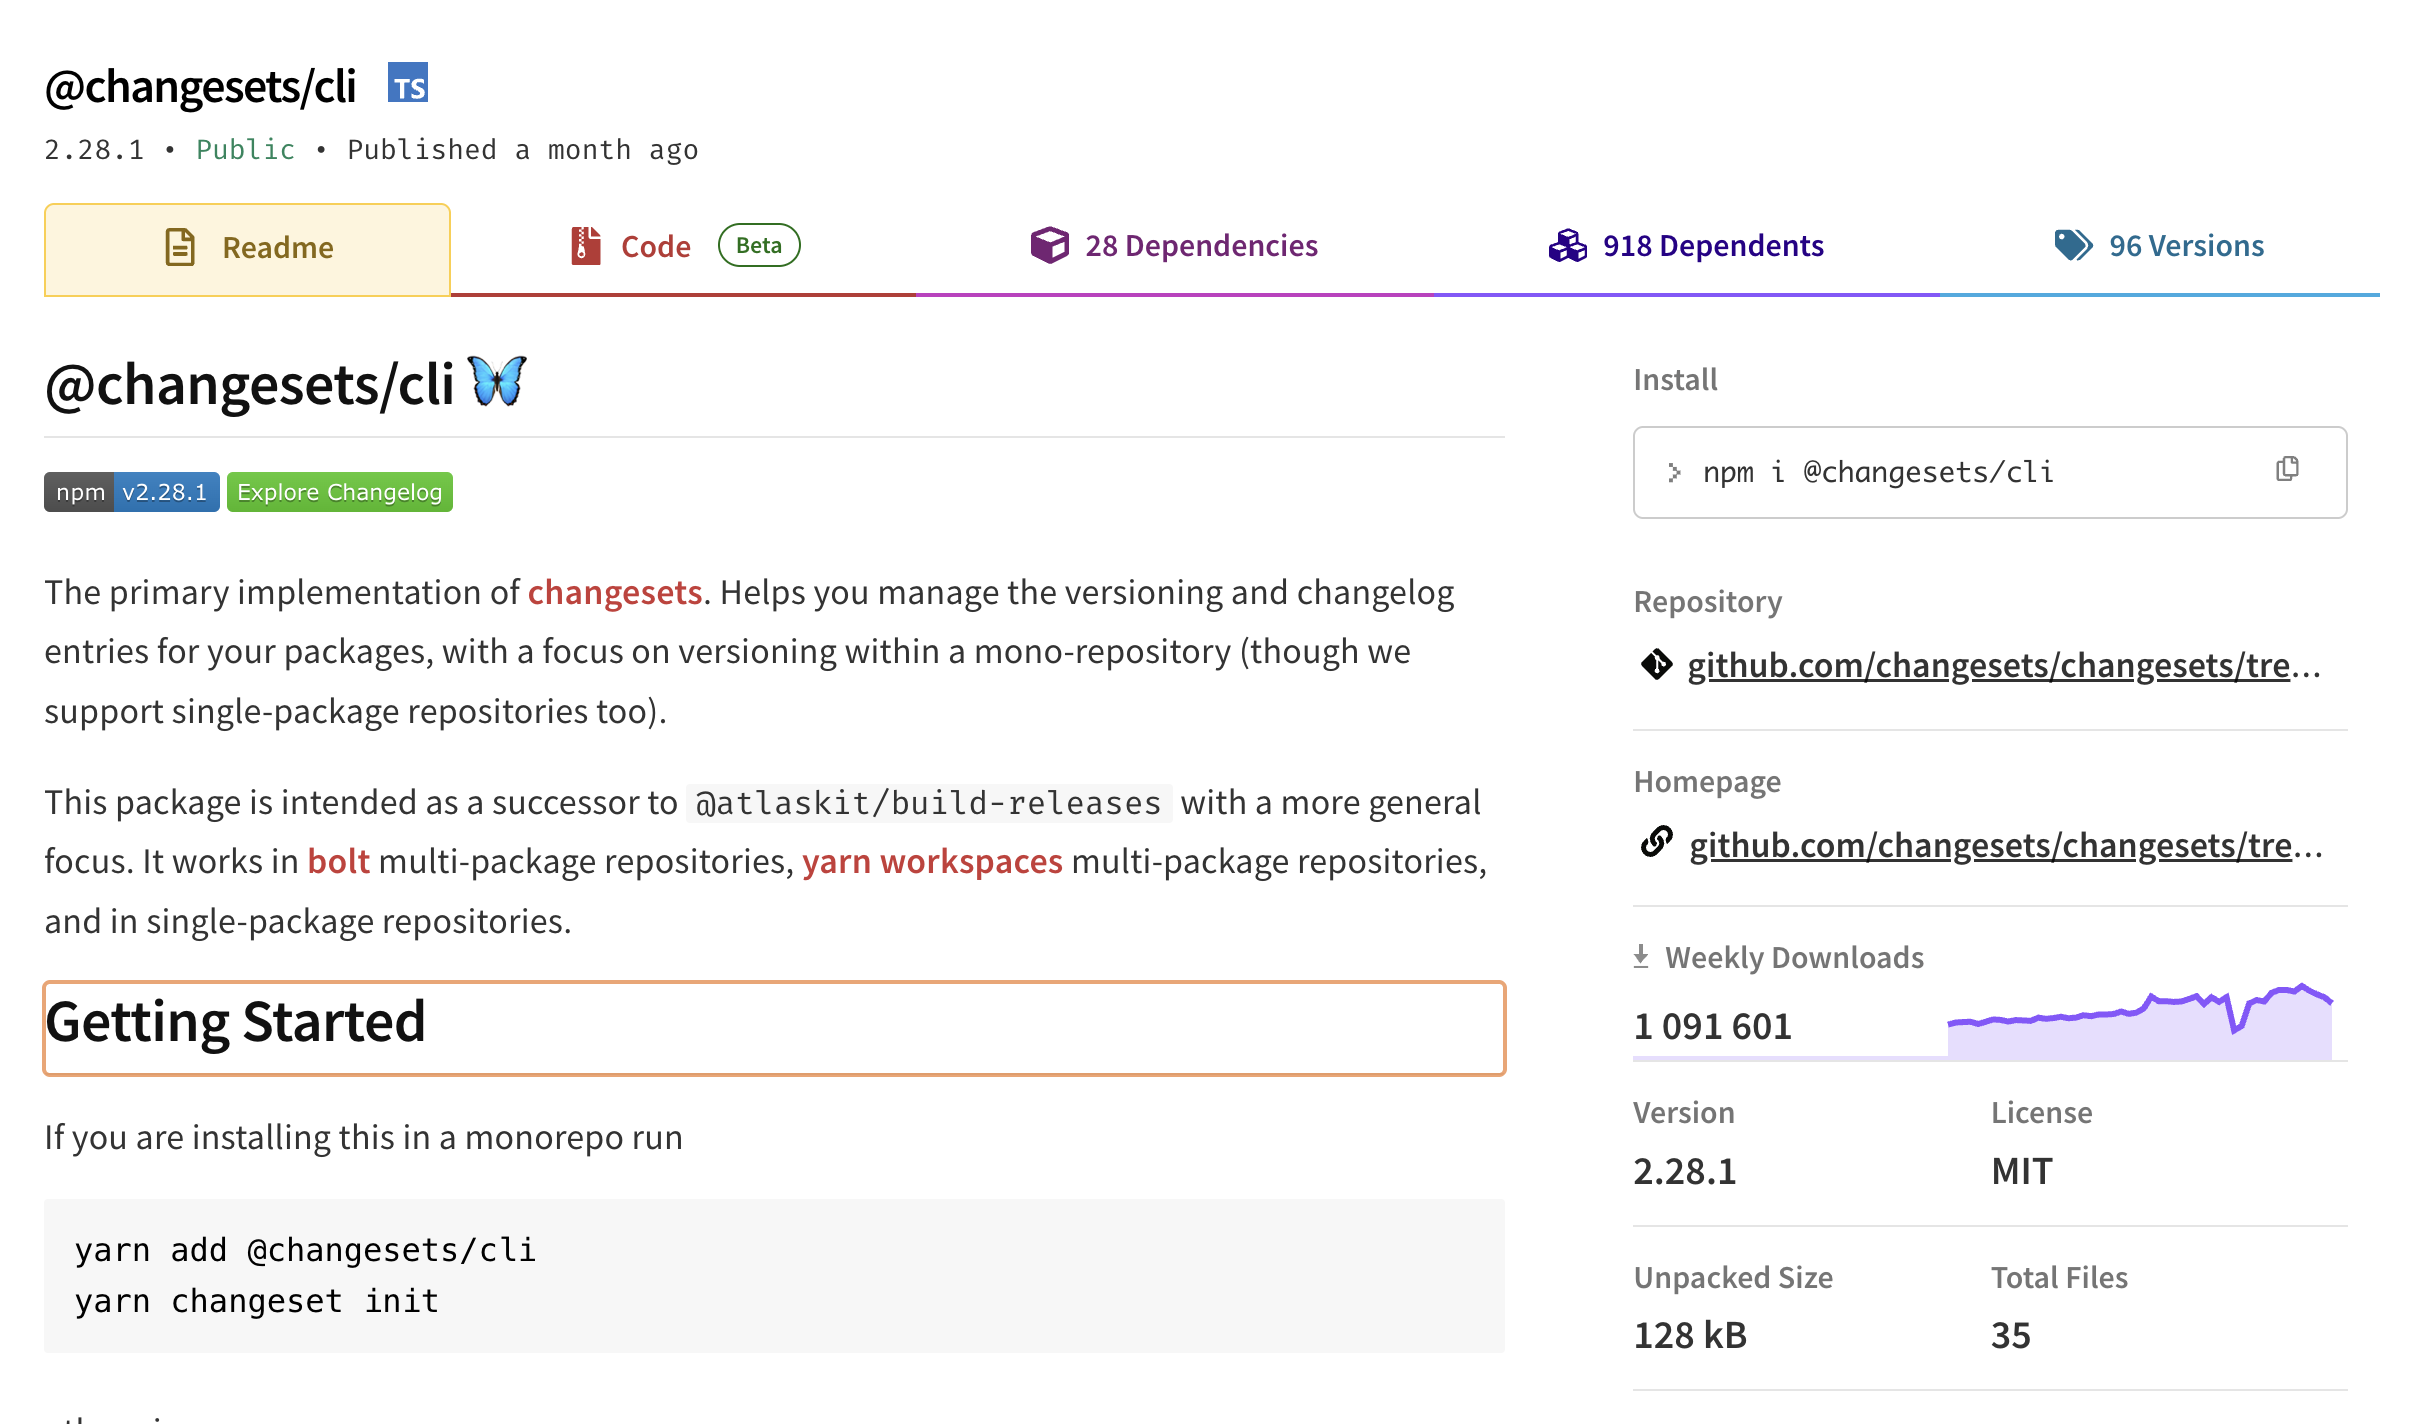 @changesets/cli TS
2.28.1 • Public • Published a month ago
Readme
Code Beta
28 Dependencies
918 Dependents
96 Versions
@changesets/cli 🦋
npm v2.28.1 Explore Changelog
The primary implementation of changesets. Helps you manage the versioning and changelog
entries for your packages, with a focus on versioning within a mono-repository (though we
support single-package repositories too).
This package is intended as a successor to @atlaskit/build-releases with a more general
focus. It works in bolt multi-package repositories, yarn workspaces multi-package repositories,
and in single-package repositories.
Getting Started
If you are installing this in a monorepo run
yarn add @changesets/cli
yarn changeset init
Install
npm i @changesets/cli
Repository
github.com/changesets/changesets/tre...
Homepage
github.com/changesets/changesets/tre...
Weekly Downloads
1 091 601
Version
2.28.1
License
MIT
Unpacked Size
128 kB
Total Files
35